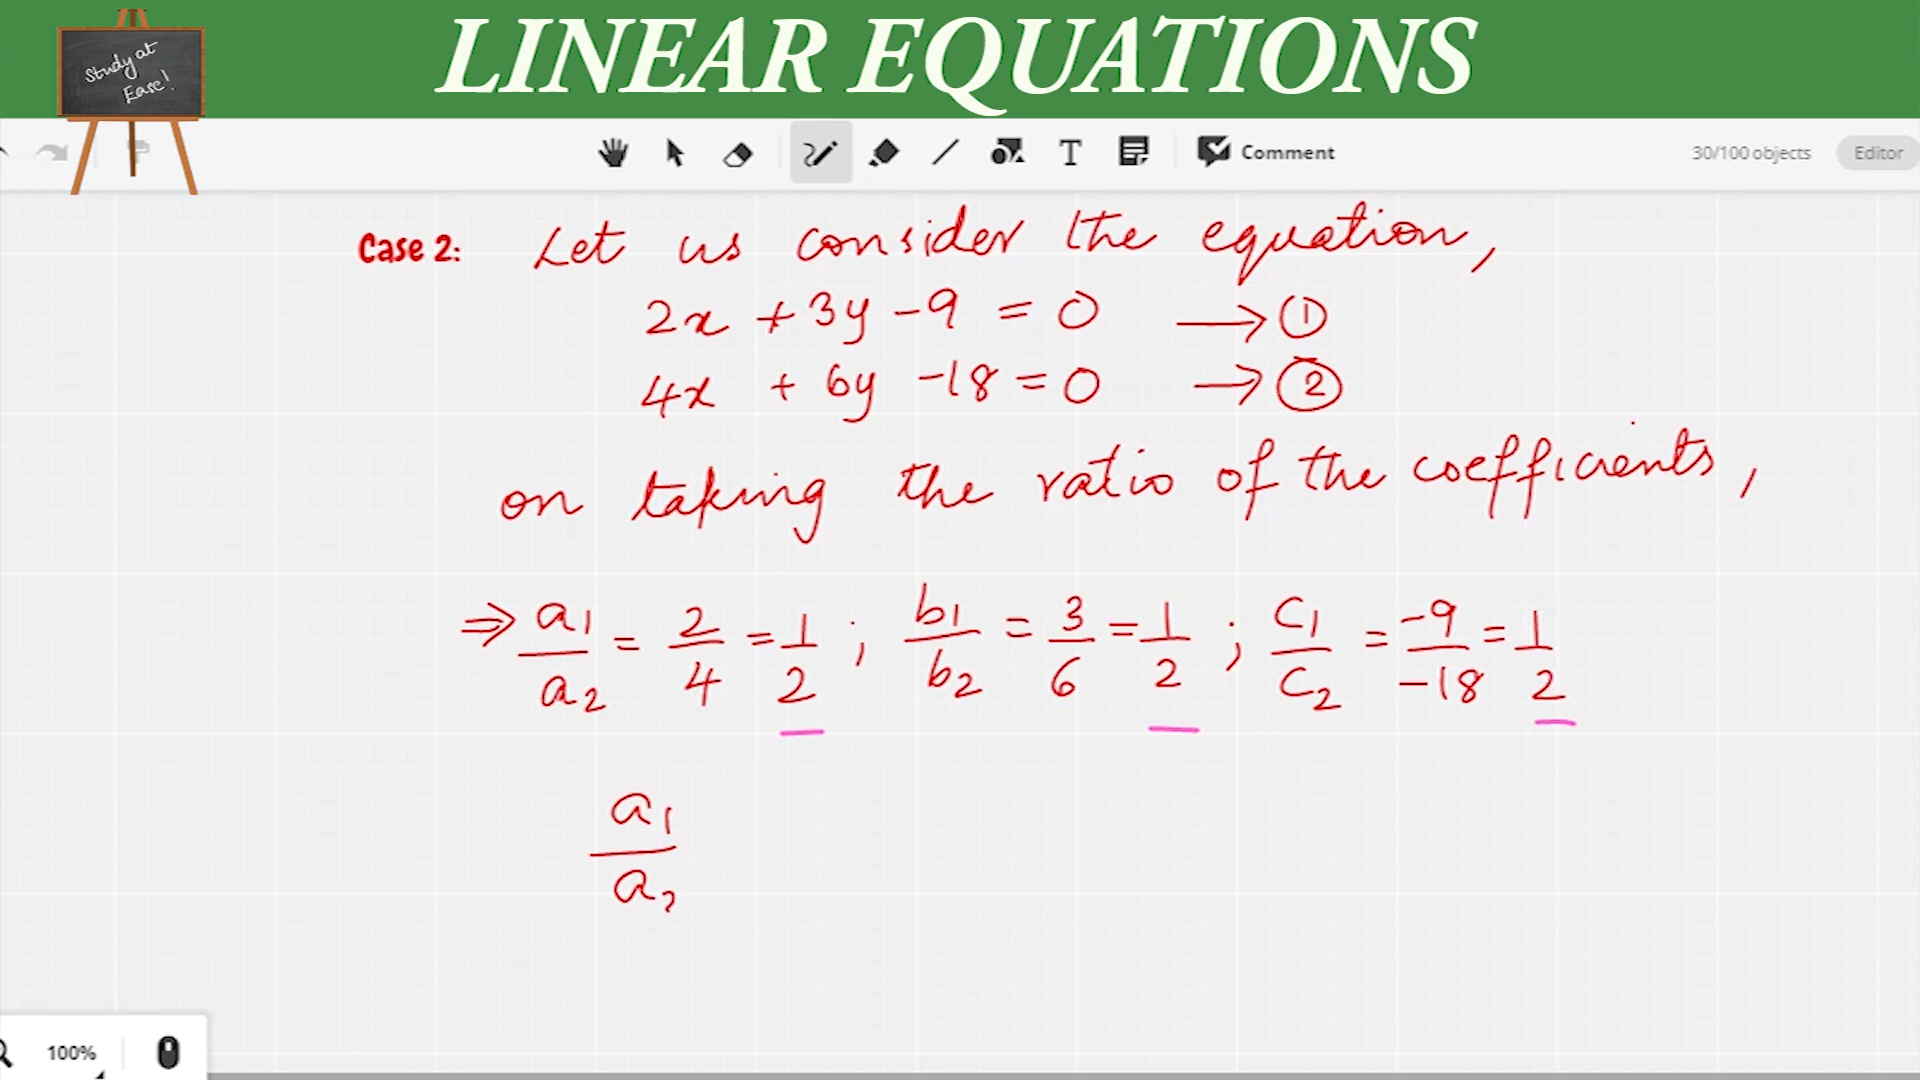 LINEAR EQUATIONS
Study at
Ease!
Comment
30/100 objects
Editor
Case 2: Let us consider the equation,
2x + 3y - 9 = 0 → ①
4x + 6y - 18 = 0 → ②
on taking the ratio of the coefficients,
⇒ a1/a2 = 2/4 = 1/2 ; b1/b2 = 3/6 = 1/2 ; C1/C2 = -9/-18 = 1/2
a1/a2
100%